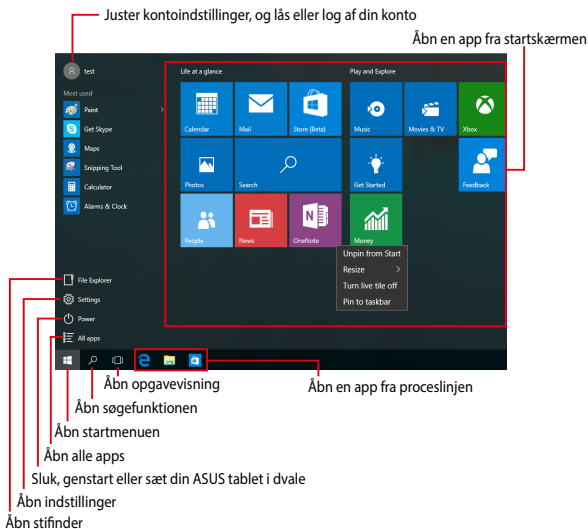 Juster kontoindstillinger, og lås eller log af din konto
Åbn en app fra startskærmen
test
Most used
Paint
Get Skype
Maps
Snipping Tool
Calculator
Alarms & Clock
File Explorer
Settings
Power
All apps
Life at a glance
Calendar
Mail
Store (Beta)
Photos
Search
People
News
OneNote
Play and Explore
Music
Movies & TV
Xbox
Get Started
Feedback
Money
Unpin from Start
Resize
Turn live tile off
Pin to taskbar
Åbn opgavevisning
Åbn en app fra proceslinjen
Åbn søgefunktionen
Åbn startmenuen
Åbn alle apps
Sluk, genstart eller sæt din ASUS tablet i dvale
Åbn indstillinger
Åbn stifinder